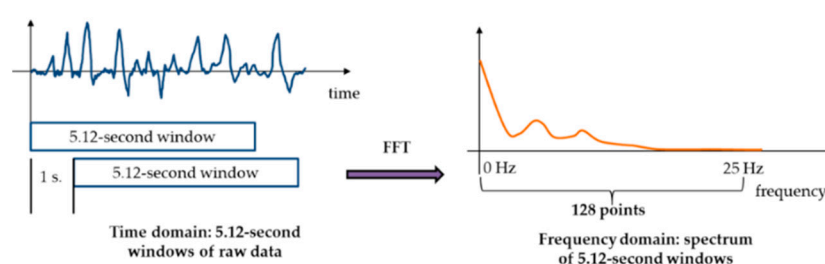 time
5.12-second window
1 s.
5.12-second window
Time domain: 5.12-second
windows of raw data
FFT
0 Hz
25 Hz
frequency
128 points
Frequency domain: spectrum
of 5.12-second windows